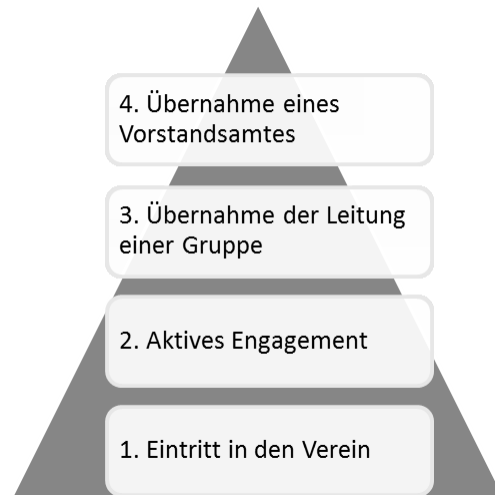 4. Übernahme eines
Vorstandsamtes
3. Übernahme der Leitung
einer Gruppe
2. Aktives Engagement
1. Eintritt in den Verein